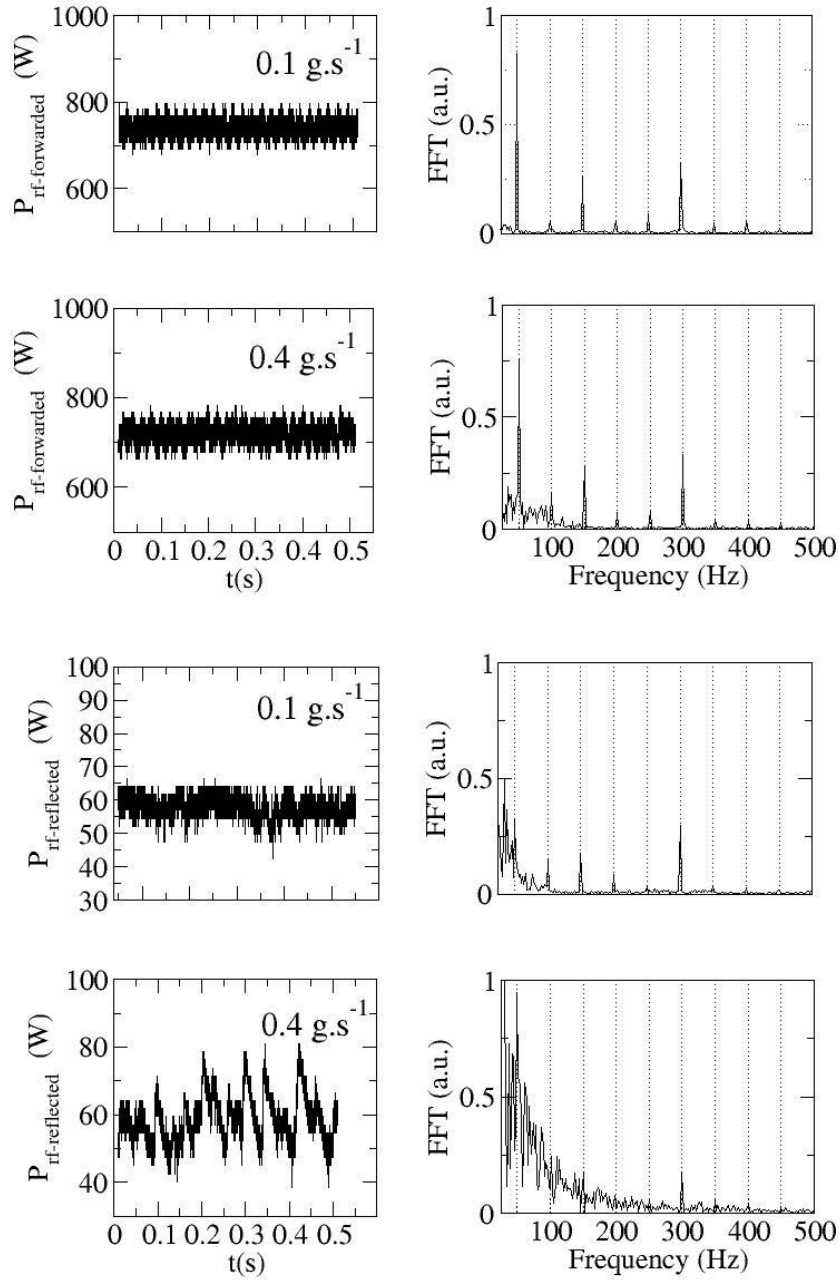 1000
800
600
P_rf-forwarded (W)
0.1 g.s^-1
1
0.5
0
FFT (a.u.)
1000
800
600
P_rf-forwarded (W)
0.4 g.s^-1
0 0.1 0.2 0.3 0.4 0.5
t(s)
1
0.5
0
FFT (a.u.)
100 200 300 400 500
Frequency (Hz)
100
90
80
70
60
50
40
30
P_rf-reflected (W)
0.1 g.s^-1
1
0.5
0
FFT (a.u.)
100
80
60
40
P_rf-reflected (W)
0.4 g.s^-1
0 0.1 0.2 0.3 0.4 0.5
t(s)
1
0.5
0
FFT (a.u.)
100 200 300 400 500
Frequency (Hz)